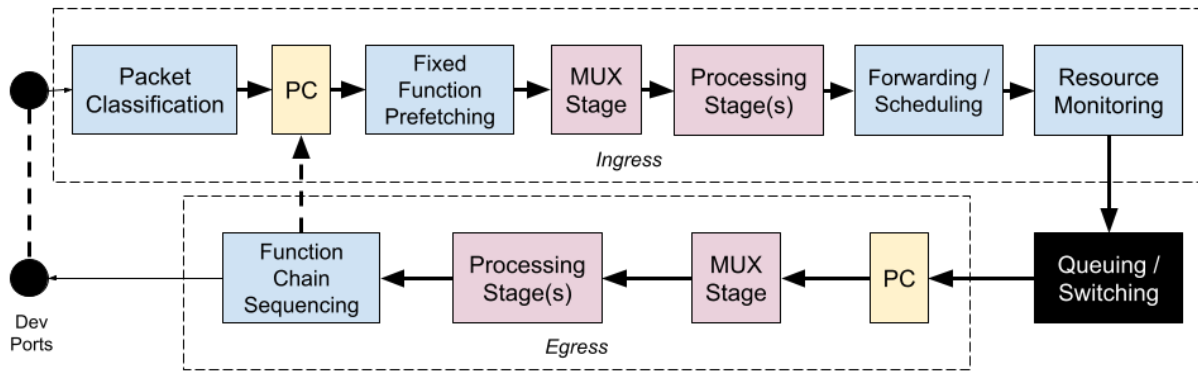 Packet
Classification
PC
Fixed
Function
Prefetching
MUX
Stage
Processing
Stage(s)
Forwarding /
Scheduling
Resource
Monitoring
Ingress
Function
Chain
Sequencing
Processing
Stage(s)
MUX
Stage
PC
Queuing /
Switching
Egress
Dev
Ports